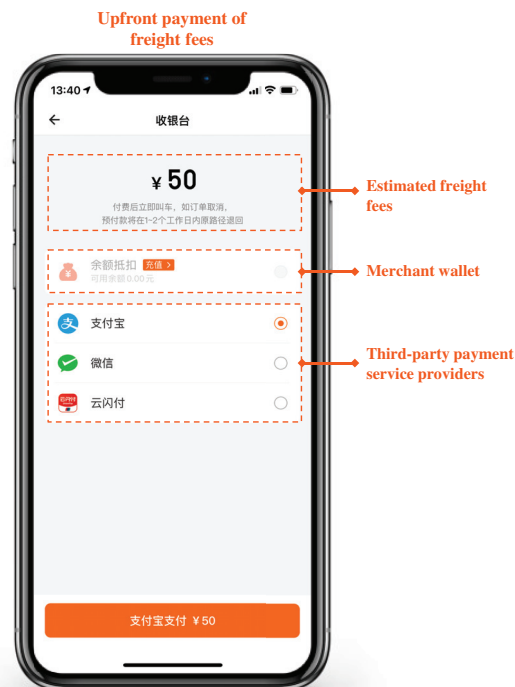 Upfront payment of
freight fees
13:40
收银台
¥ 50
付费后立即叫车，如订单取消，
预付款将在1-2个工作日内原路径退回
Estimated freight
fees
余额抵扣 充值 >
可用余额0.00元
Merchant wallet
支付宝
微信
云闪付
Third-party payment
service providers
支付宝支付 ¥50